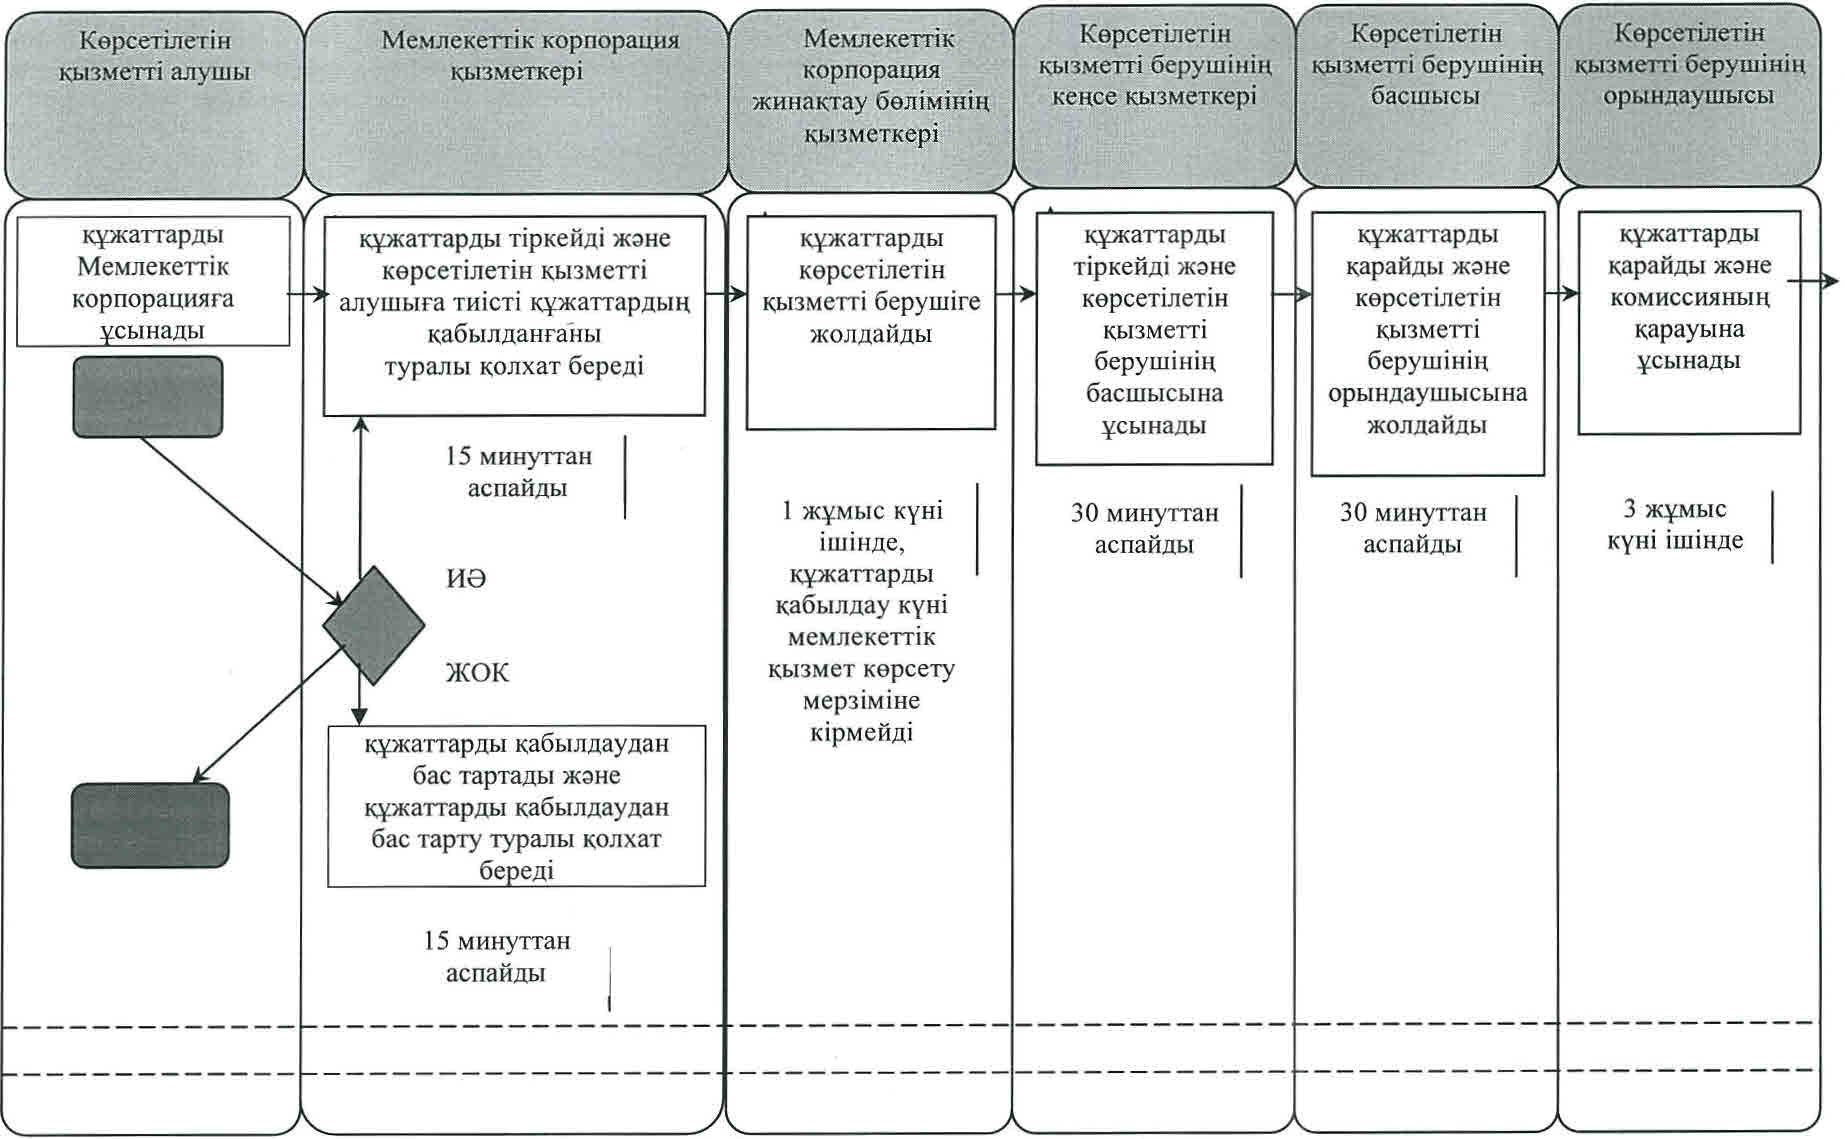 Көрсетілетін
қызметті алушы
Мемлекеттік корпорация
қызметкері
Мемлекеттік
корпорация
жинақтау бөлімінің
қызметкері
Көрсетілетін
қызметті берушінің
кеңсе қызметкері
Көрсетілетін
қызметті берушінің
басшысы
Көрсетілетін
қызметті берушінің
орындаушысы
құжаттарды
Мемлекеттік
корпорацияға
ұсынады
құжаттарды тіркейді және
көрсетілетін қызметті
алушыға тиісті құжаттардың
қабылданғаны
туралы қолхат береді
15 минуттан
аспайды
ИӘ
ЖОК
құжаттарды қабылдаудан
бас тартады және
құжаттарды қабылдаудан
бас тарту туралы қолхат
береді
15 минуттан
аспайды
құжаттарды
көрсетілетін
қызметті берушіге
жолдайды
1 жұмыс күні
ішінде,
құжаттарды
қабылдау күні
мемлекеттік
қызмет көрсету
мерзіміне
кірмейді
құжаттарды
тіркейді және
көрсетілетін
қызметті
берушінің
басшысына
ұсынады
30 минуттан
аспайды
құжаттарды
қарайды және
көрсетілетін
қызметті
берушінің
орындаушысына
жолдайды
30 минуттан
аспайды
құжаттарды
қарайды және
комиссияның
қарауына
ұсынады
3 жұмыс
күні ішінде